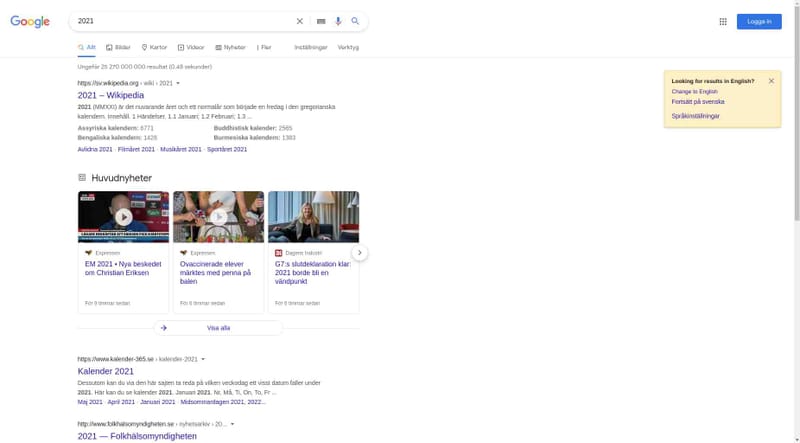 Google
2021
Logga in
Allt
Bilder
Kartor
Videor
Nyheter
Fler
Inställningar
Verktyg
Ungefär 25 270 000 000 resultat (0,48 sekunder)
https://sv.wikipedia.org › wiki › 2021
2021 – Wikipedia
2021 (MMXXI) är det nuvarande året och ett normalår som började en fredag i den gregorianska
kalendern. Innehåll. 1 Händelser. 1.1 Januari; 1.2 Februari; 1.3 ...
Assyriska kalendern: 6771
Buddhistisk kalender: 2565
Bengaliska kalendern: 1428
Burmesiska kalendern: 1383
Avlidna 2021 · Filmåret 2021 · Musikåret 2021 · Sportåret 2021
Looking for results in English?
Change to English
Fortsätt på svenska
Språkinställningar
Huvudnyheter
Expressen
EM 2021 • Nya beskedet
om Christian Eriksen
För 9 timmar sedan
Expressen
Ovaccinerade elever
märktes med penna på
balen
För 6 timmar sedan
Dagens Industri
G7:s slutdeklaration klar:
2021 borde bli en
vändpunkt
För 9 timmar sedan
Visa alla
https://www.kalender-365.se › kalender-2021
Kalender 2021
Dessutom kan du via den här sajten ta reda på vilken veckodag ett visst datum faller under
2021. Här kan du se kalender 2021. Januari 2021. Nr, Må, Ti, On, To, Fr ...
Maj 2021 · April 2021 · Januari 2021 · Midsommardagen 2021, 2022...
http://www.folkhalsomyndigheten.se › nyhetsarkiv › 20...
2021 — Folkhälsomyndigheten